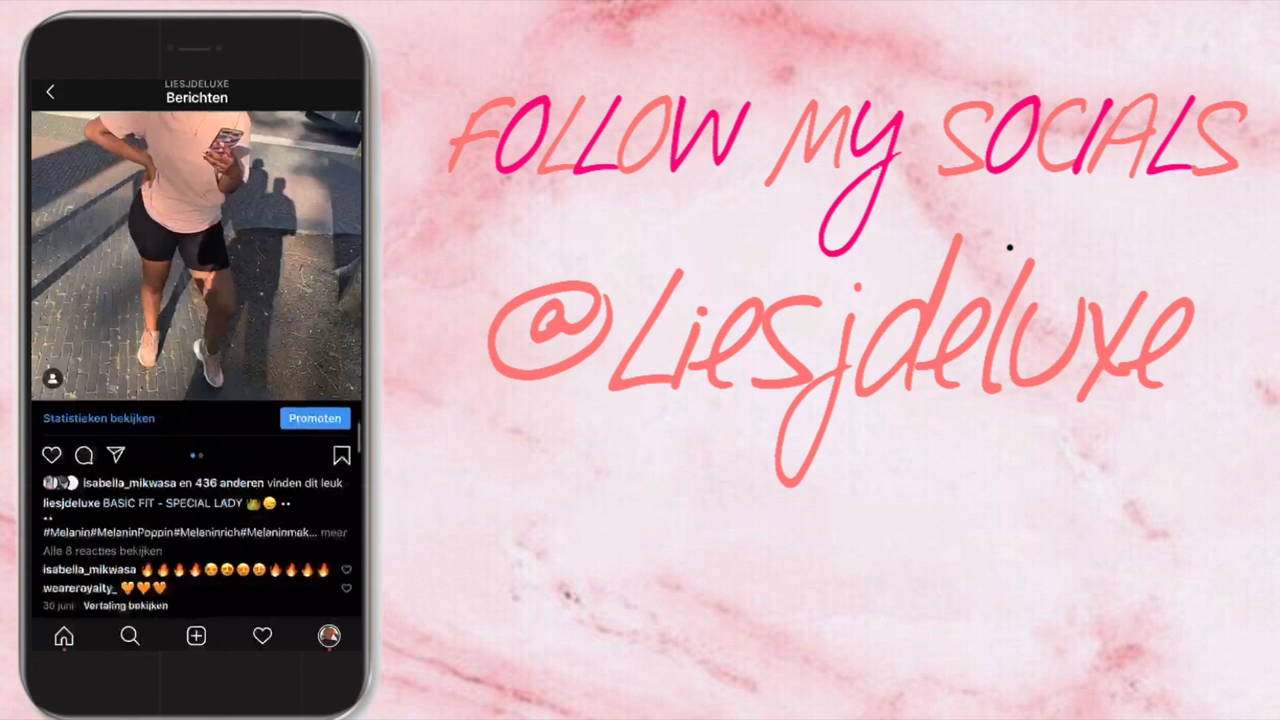 LIESJDELUXE
Berichten
FOLLOW MY SOCIALS
@Liesjdeluxe
Statistieken bekijken
Promoten
isabella_mikwasa en 436 anderen vinden dit leuk
liesjdeluxe BASIC FIT - SPECIAL LADY
#Melanin#MelaninPoppin#Melaninrich#Melaninmak... meer
Alle 8 reacties bekijken
isabella_mikwasa 🔥🔥🔥🔥😍😍😍😍🔥🔥🔥🔥
weareroyalty_ 🧡🧡🧡
30 juni Vertaling bekijken